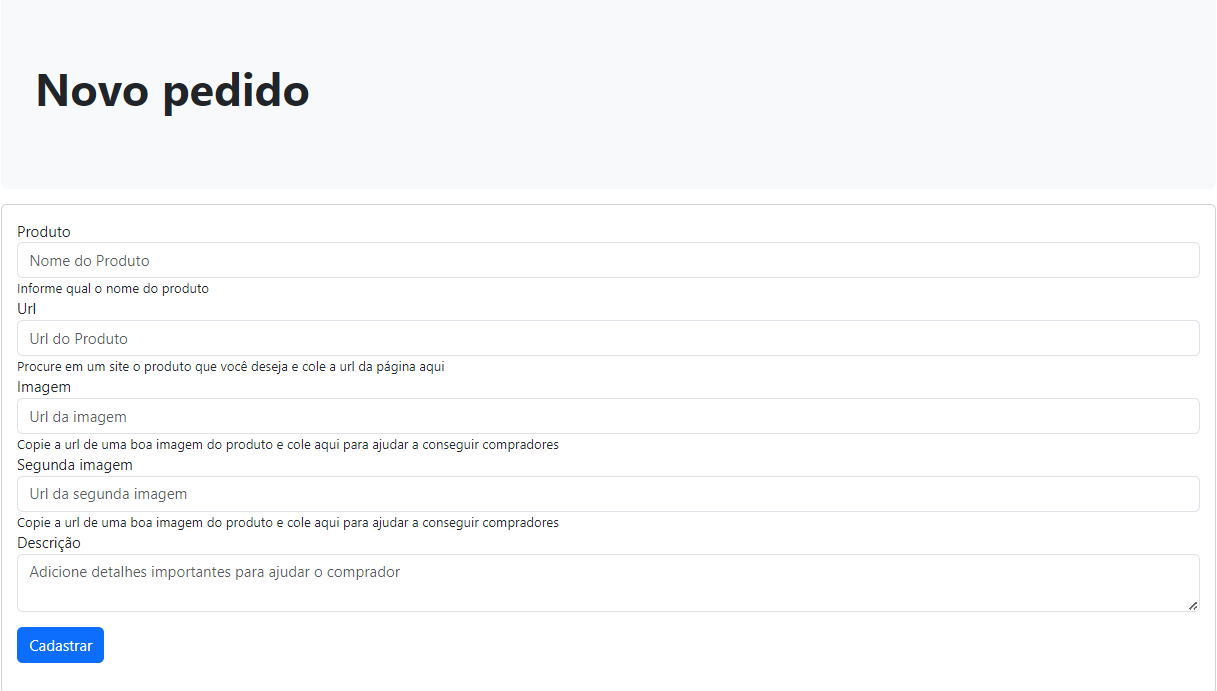 Novo pedido
Produto
Nome do Produto
Informe qual o nome do produto
Url
Url do Produto
Procure em um site o produto que você deseja e cole a url da página aqui
Imagem
Url da imagem
Copie a url de uma boa imagem do produto e cole aqui para ajudar a conseguir compradores
Segunda imagem
Url da segunda imagem
Copie a url de uma boa imagem do produto e cole aqui para ajudar a conseguir compradores
Descrição
Adicione detalhes importantes para ajudar o comprador
Cadastrar